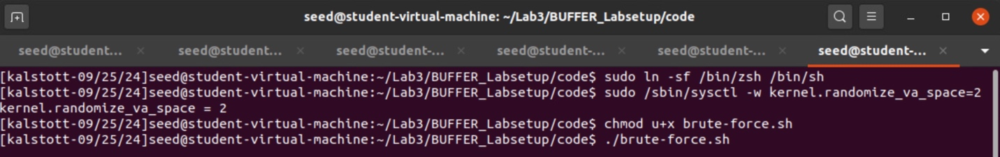 seed@student-virtual-machine: ~/Lab3/BUFFER_Labsetup/code
seed@student... × seed@student... × seed@student-... × seed@student-... × seed@student-... × seed@student-... ×
[kalstott-09/25/24]seed@student-virtual-machine:~/Lab3/BUFFER_Labsetup/code$ sudo ln -sf /bin/zsh /bin/sh
[kalstott-09/25/24]seed@student-virtual-machine:~/Lab3/BUFFER_Labsetup/code$ sudo /sbin/sysctl -w kernel.randomize_va_space=2
kernel.randomize_va_space = 2
[kalstott-09/25/24]seed@student-virtual-machine:~/Lab3/BUFFER_Labsetup/code$ chmod u+x brute-force.sh
[kalstott-09/25/24]seed@student-virtual-machine:~/Lab3/BUFFER_Labsetup/code$ ./brute-force.sh